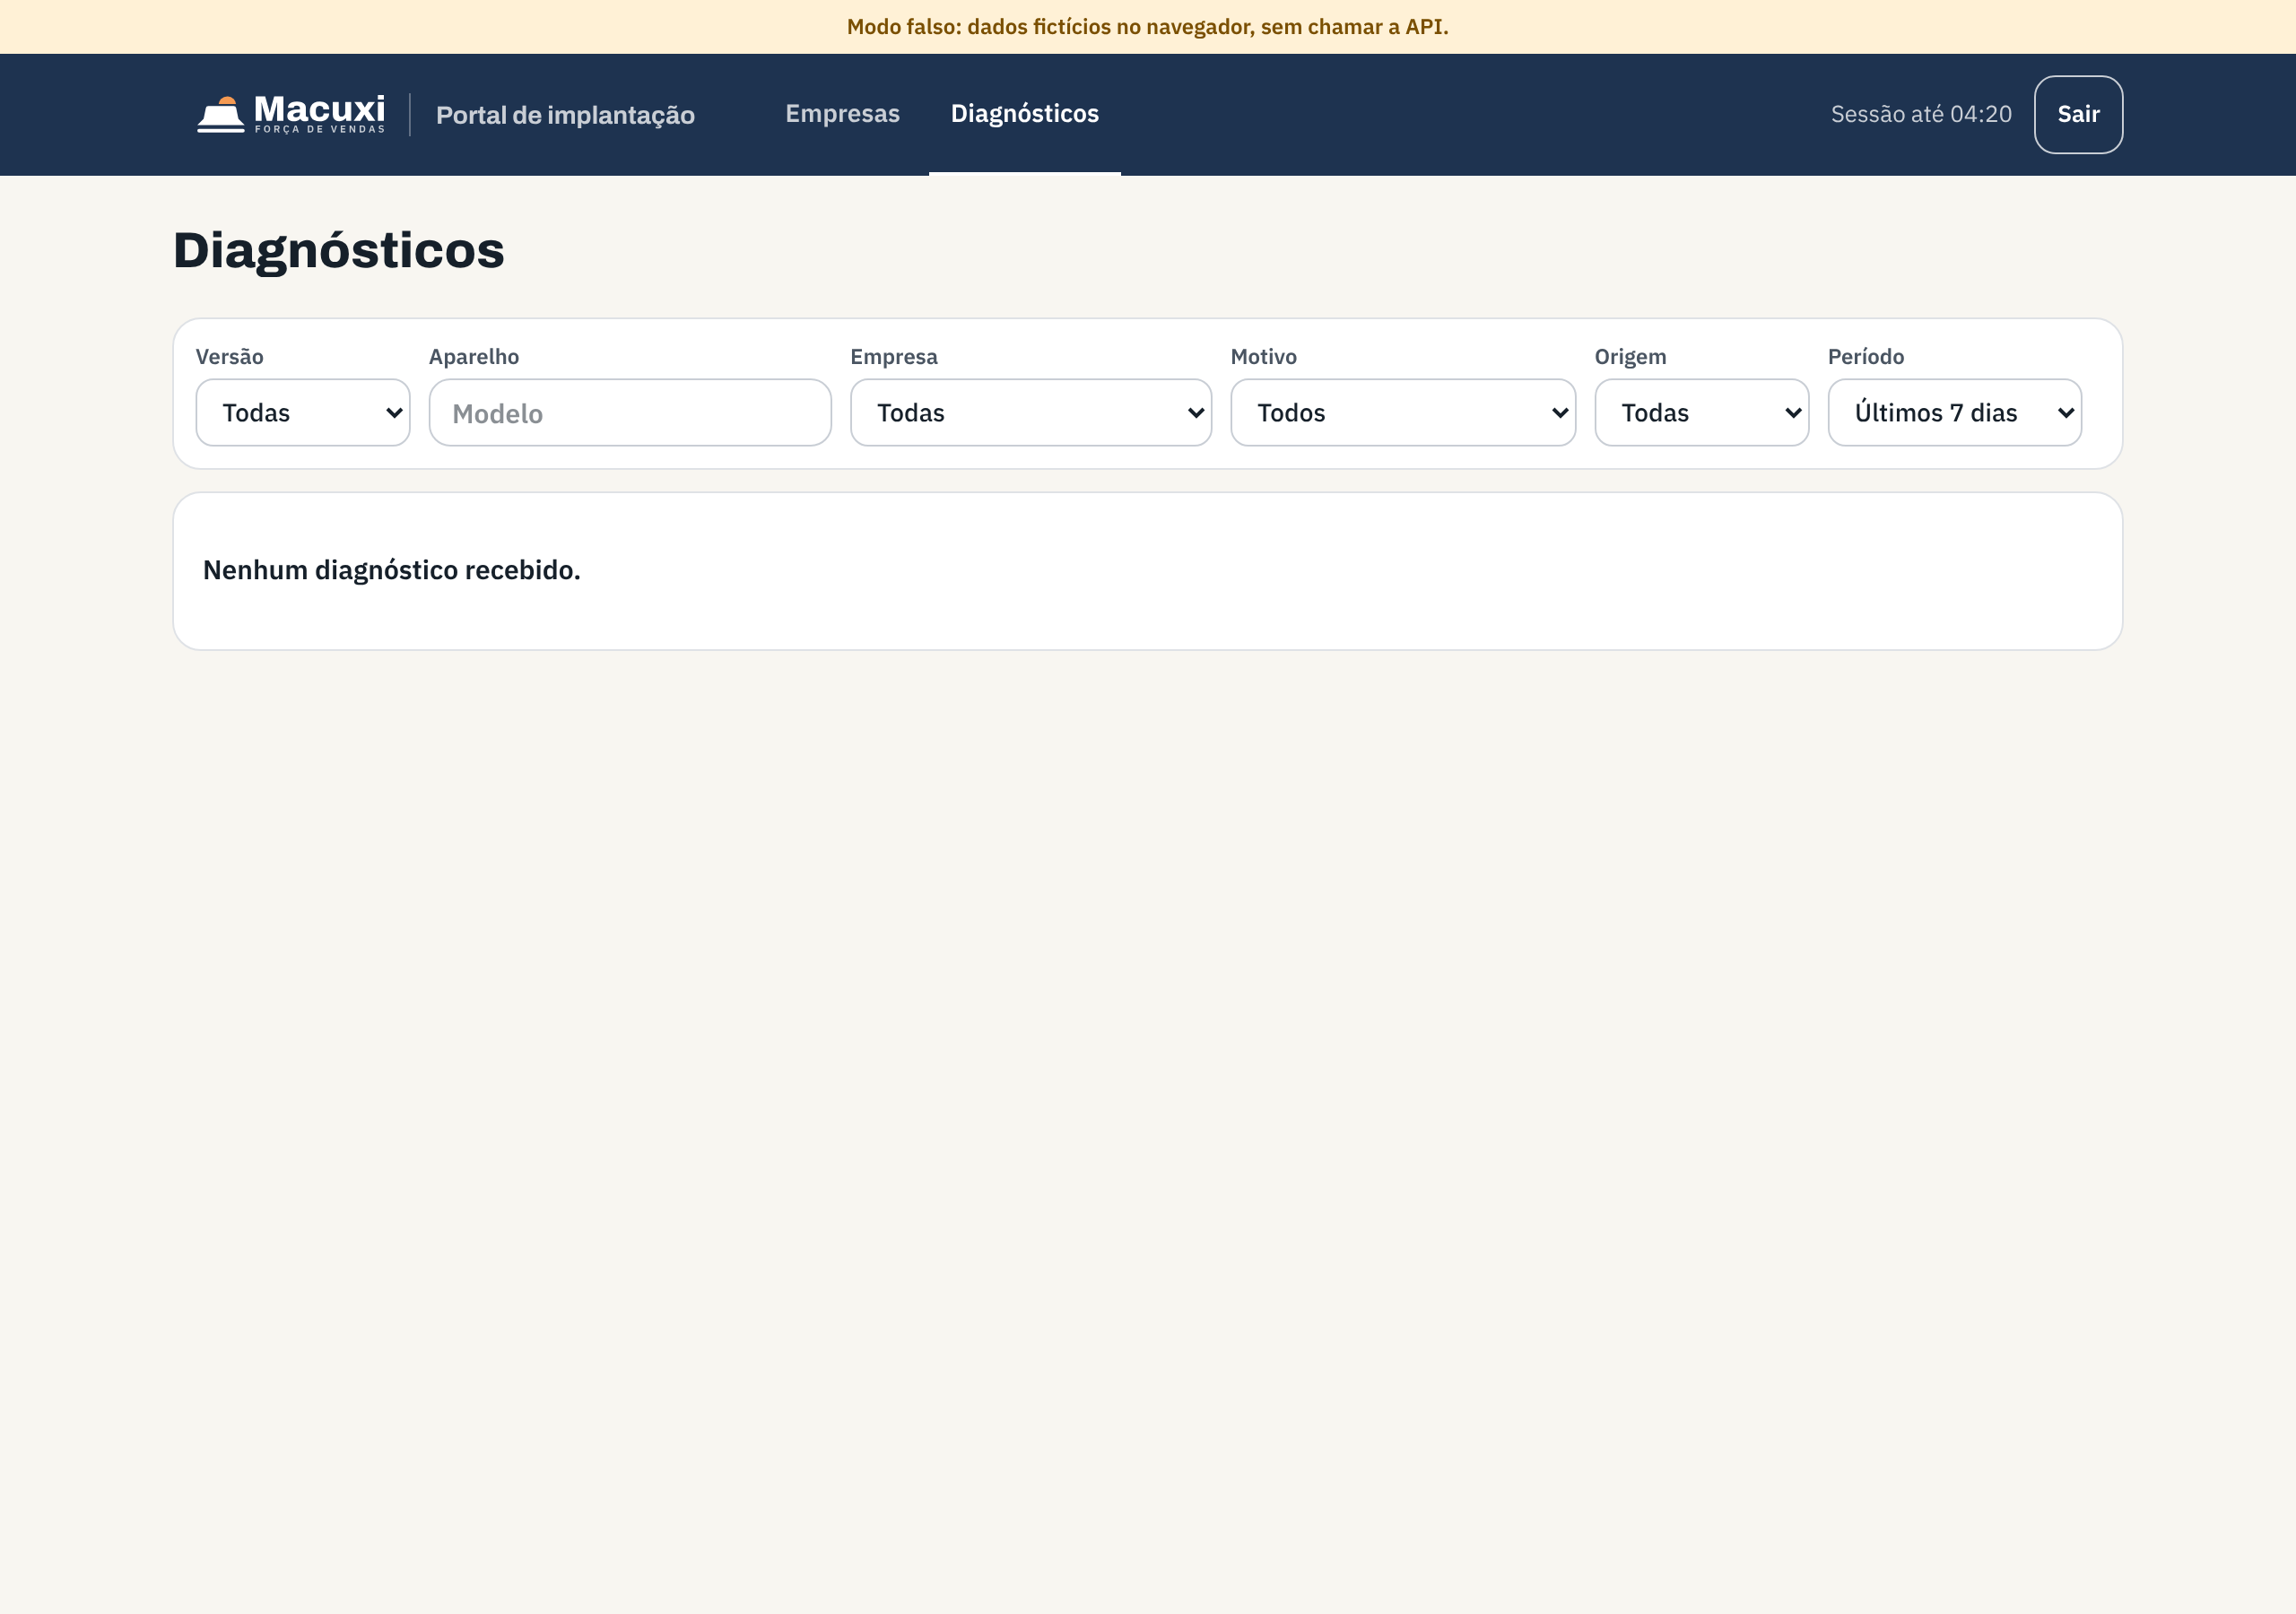 Modo falso: dados fictícios no navegador, sem chamar a API.
Macuxi
FORÇA DE VENDAS
Portal de implantação
Empresas
Diagnósticos
Sessão até 04:20
Sair
Diagnósticos
Versão
Aparelho
Empresa
Motivo
Origem
Período
Todas
Modelo
Todas
Todos
Todas
Últimos 7 dias
Nenhum diagnóstico recebido.